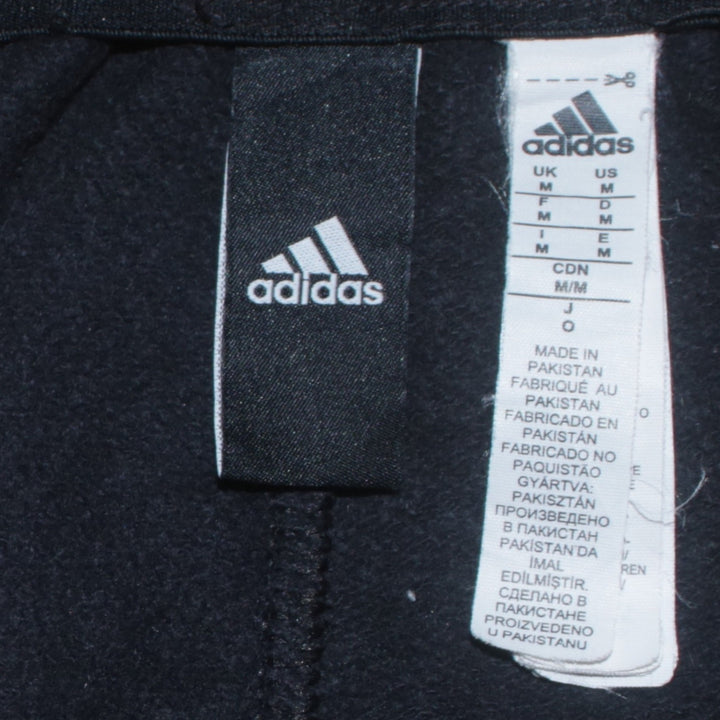 adidas
adidas
UK US
M M
F D
M M
I E
M M
CDN
M/M
J
O
MADE IN
PAKISTAN
FABRIQUÉ AU
PAKISTAN
FABRICADO EN
PAKISTÁN
FABRICADO NO
PAQUISTÃO
GYÁRTVA:
PAKISZTÁN
ПРОИЗВЕДЕНО
В ПАКИСТАН
PAKİSTAN'DA
İMAL
EDİLMİŞTİR.
СДЕЛАНО В
ПАКИСТАНЕ
PROIZVEDENO
U PAKISTANU
O
E
REN